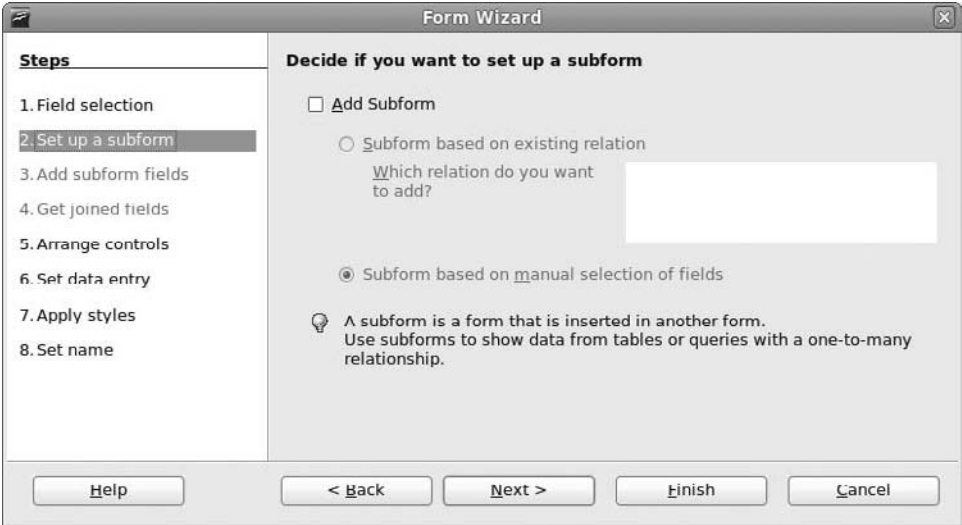 Form Wizard
Steps
1. Field selection
2. Set up a subform
3. Add subform fields
4. Get joined fields
5. Arrange controls
6. Set data entry
7. Apply styles
8. Set name
Decide if you want to set up a subform
Add Subform
Subform based on existing relation
Which relation do you want
to add?
Subform based on manual selection of fields
A subform is a form that is inserted in another form.
Use subforms to show data from tables or queries with a one-to-many
relationship.
Help
< Back
Next >
Finish
Cancel